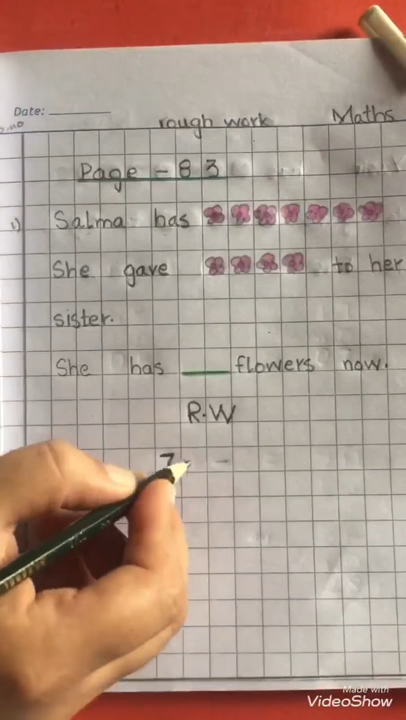 Date:
rough work Maths
Page - 83
1) Salma has
She gave to her
sister.
She has ___ flowers now.
R.W
7
Made with
VideoShow